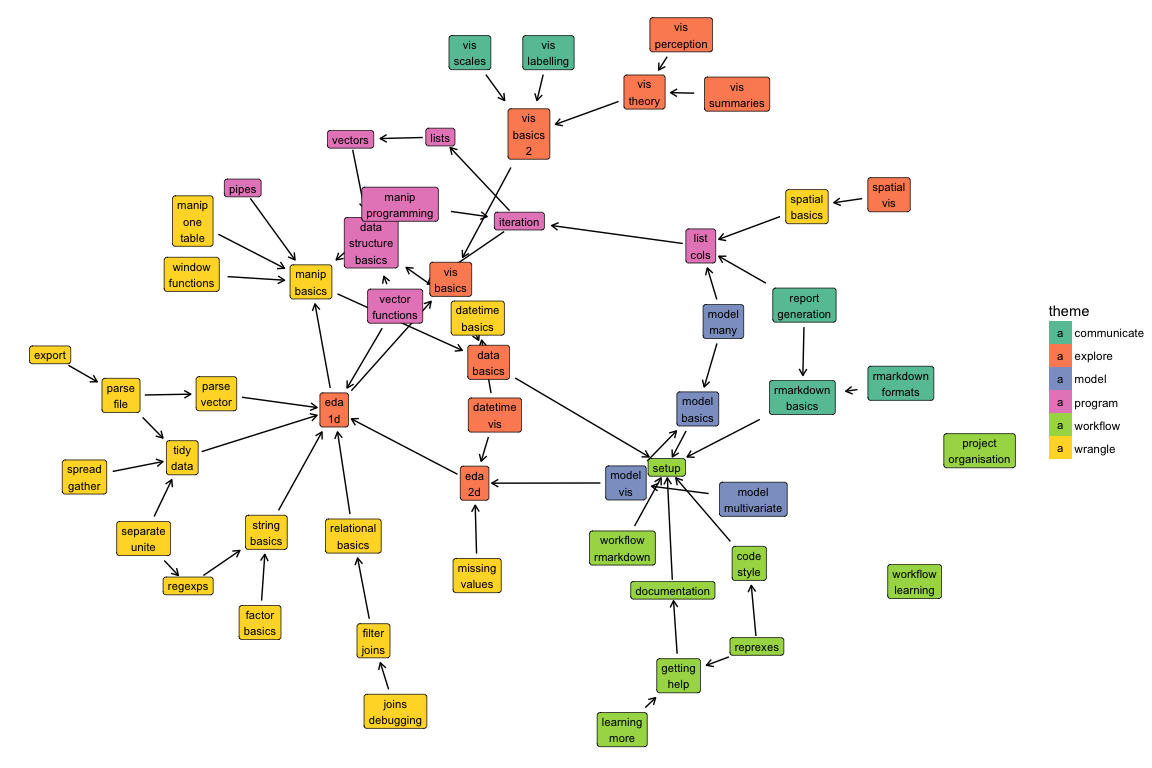 vis
perception
vis
scales
vis
labelling
vis
theory
vis
summaries
vis
basics
2
vectors
lists
pipes
manip
programming
manip
one
table
iteration
spatial
basics
spatial
vis
data
structure
basics
list
cols
window
functions
manip
basics
vis
basics
vector
functions
datetime
basics
model
many
report
generation
theme
a communicate
a explore
a model
a program
a workflow
a wrangle
export
parse
file
parse
vector
data
basics
eda
1d
datetime
vis
model
basics
rmarkdown
basics
rmarkdown
formats
tidy
data
project
organisation
spread
gather
eda
2d
model
vis
setup
model
multivariate
separate
unite
string
basics
relational
basics
workflow
rmarkdown
code
style
missing
values
regexps
documentation
workflow
learning
factor
basics
filter
joins
reprexes
getting
help
joins
debugging
learning
more